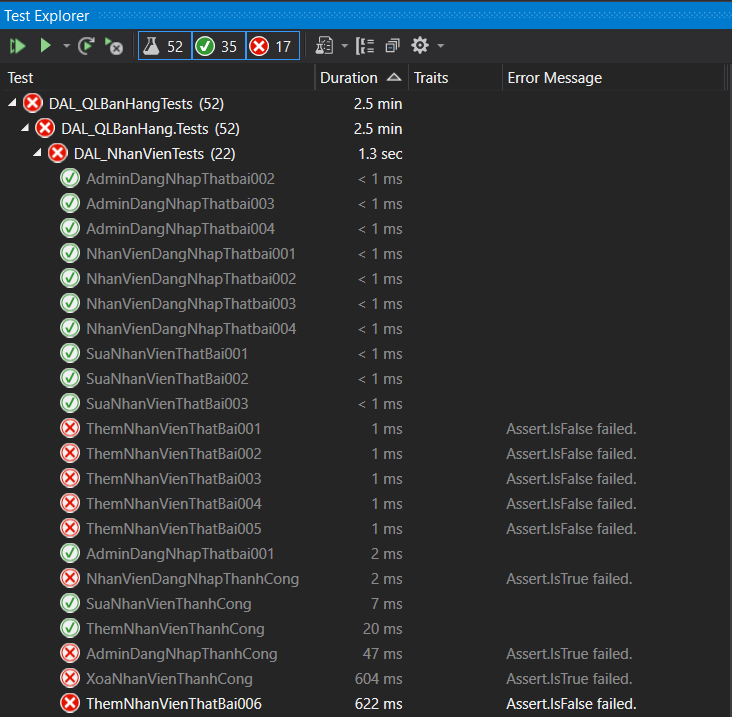 Test Explorer
52 35 17
Test Duration Traits Error Message
DAL_QLBanHangTests (52) 2.5 min
DAL_QLBanHang.Tests (52) 2.5 min
DAL_NhanVienTests (22) 1.3 sec
AdminDangNhapThatbai002 < 1 ms
AdminDangNhapThatbai003 < 1 ms
AdminDangNhapThatbai004 < 1 ms
NhanVienDangNhapThatbai001 < 1 ms
NhanVienDangNhapThatbai002 < 1 ms
NhanVienDangNhapThatbai003 < 1 ms
NhanVienDangNhapThatbai004 < 1 ms
SuaNhanVienThatBai001 < 1 ms
SuaNhanVienThatBai002 < 1 ms
SuaNhanVienThatBai003 < 1 ms
ThemNhanVienThatBai001 1 ms Assert.IsFalse failed.
ThemNhanVienThatBai002 1 ms Assert.IsFalse failed.
ThemNhanVienThatBai003 1 ms Assert.IsFalse failed.
ThemNhanVienThatBai004 1 ms Assert.IsFalse failed.
ThemNhanVienThatBai005 1 ms Assert.IsFalse failed.
AdminDangNhapThatbai001 2 ms
NhanVienDangNhapThanhCong 2 ms Assert.IsTrue failed.
SuaNhanVienThanhCong 7 ms
ThemNhanVienThanhCong 20 ms
AdminDangNhapThanhCong 47 ms Assert.IsTrue failed.
XoaNhanVienThanhCong 604 ms Assert.IsTrue failed.
ThemNhanVienThatBai006 622 ms Assert.IsFalse failed.